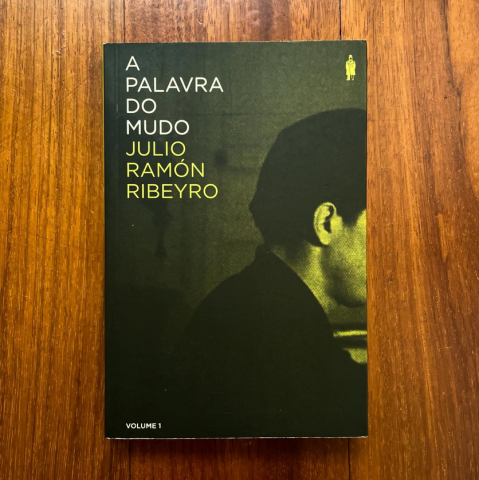 A
PALAVRA
DO
MUDO
JULIO
RAMÓN
RIBEYRO
VOLUME 1